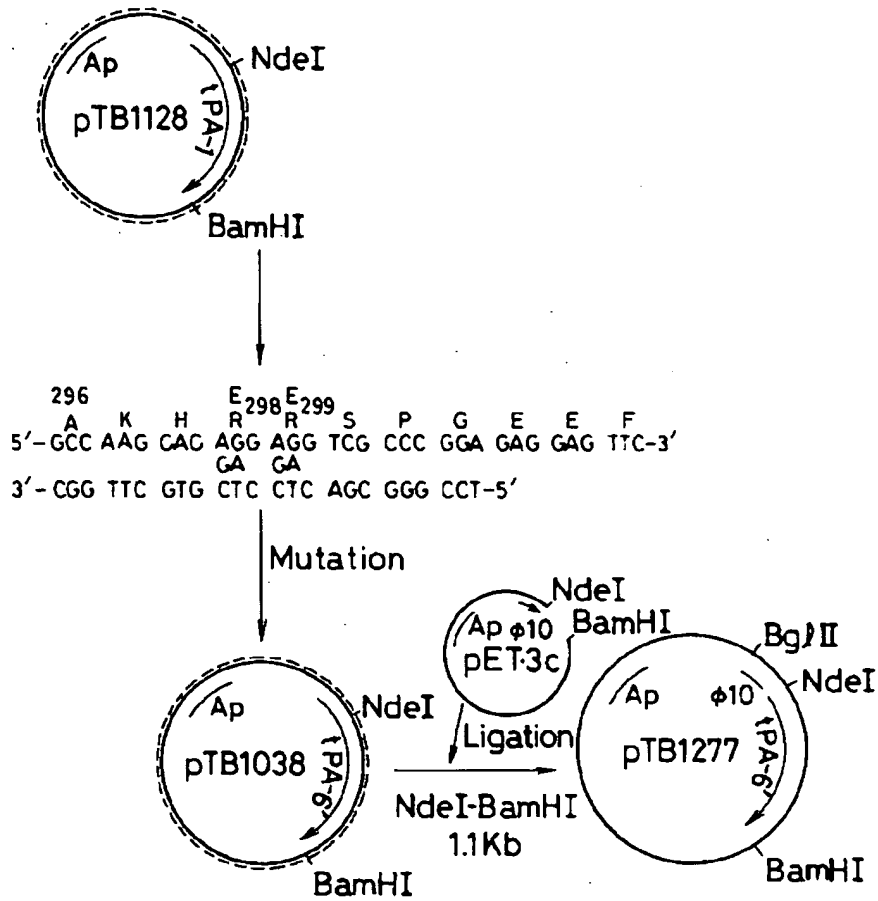 Ap
NdeI
pTB1128
tPA-1
BamHI
296
E 298 E 299
A K H R R S P G E E F
5′-GCC AAG CAC AGG AGG TCG CCC GGA GAG GAG TTC-3′
GA GA
3′-CGG TTC GTG CTC CTC AGC GGG CCT-5′
Mutation
NdeI
BamHI
Ap φ10
pET·3c
Ligation
NdeI-BamHI
1.1Kb
Ap
NdeI
pTB1038
tPA-6′
BamHI
BglII
NdeI
Ap φ10
pTB1277
tPA-6′
BamHI